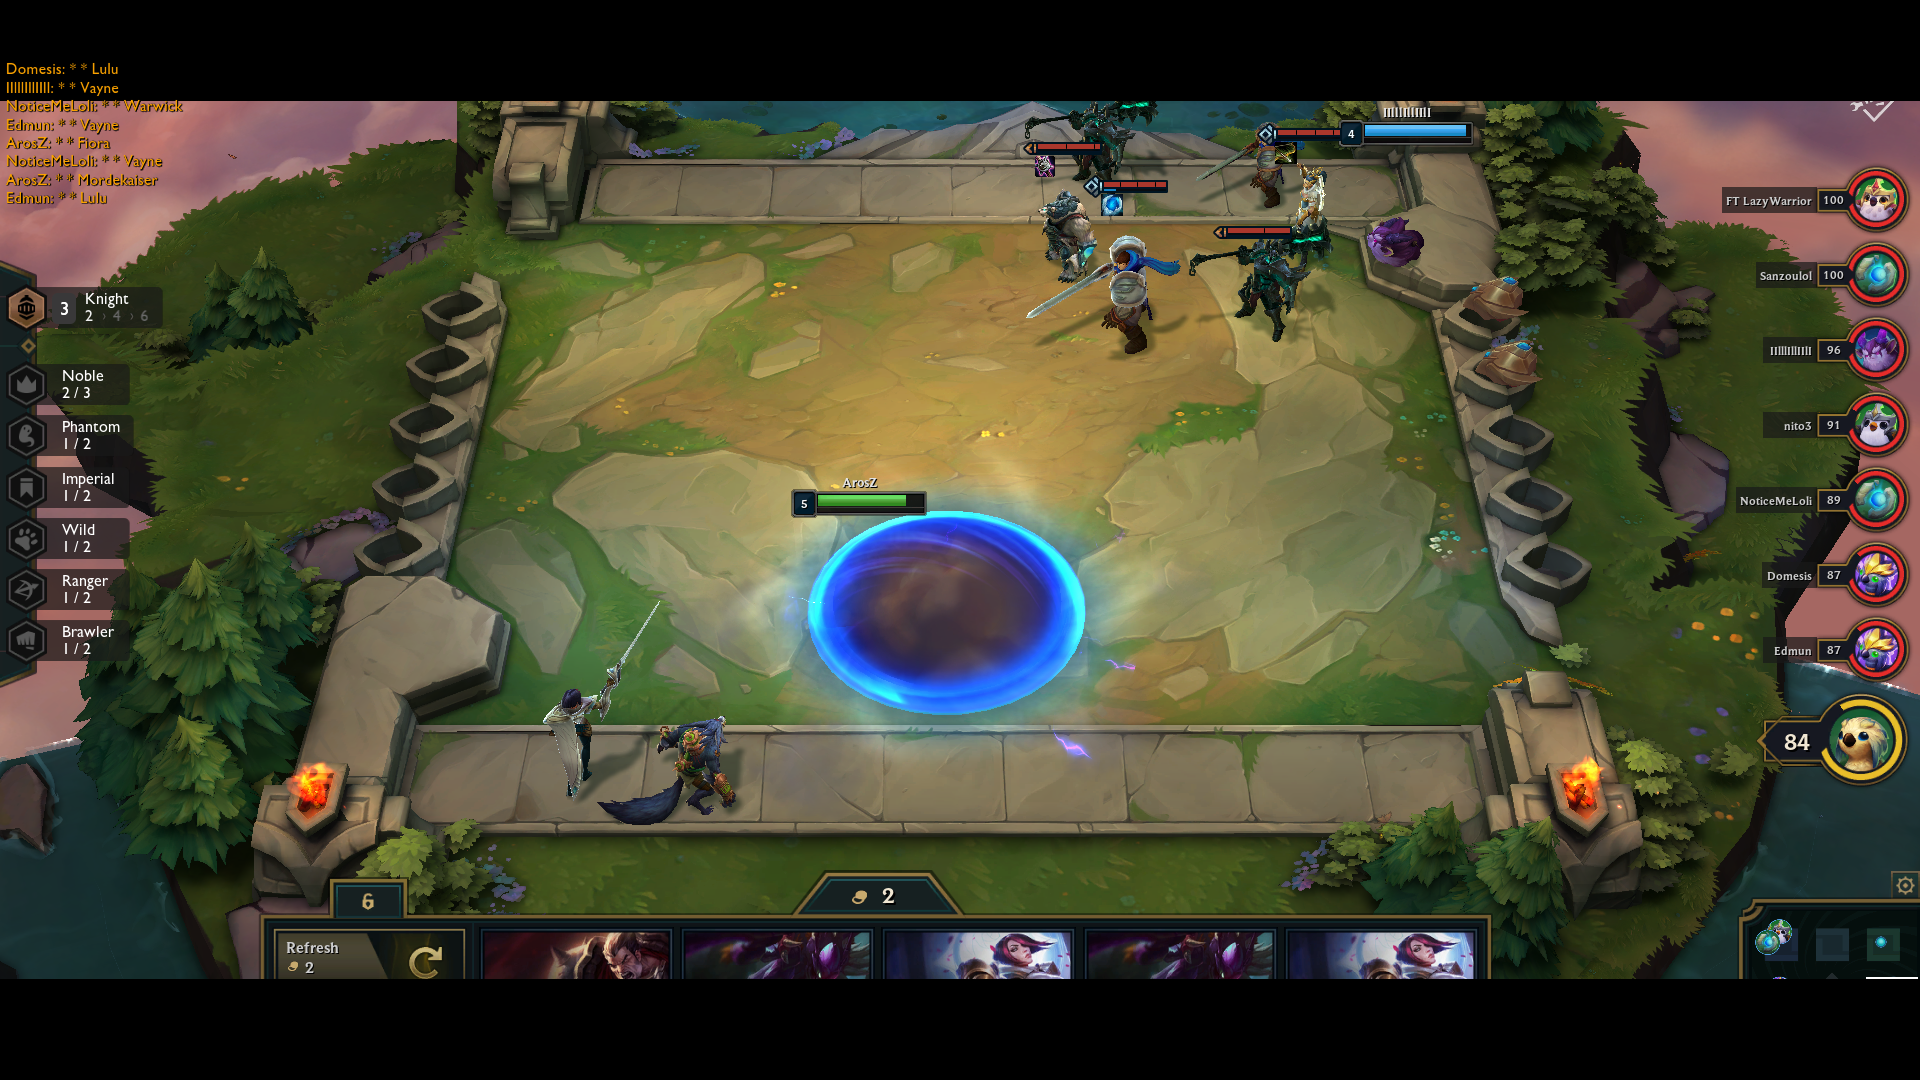 Domesis: * * Lulu
IIIIIIIIIIII: * * Vayne
NoticeMeLoli: * * Warwick
Edmun: * * Vayne
ArosZ: * * Fiora
NoticeMeLoli: * * Vayne
ArosZ: * * Mordekaiser
Edmun: * * Lulu
3 Knight
2 › 4 › 6
Noble
2 / 3
Phantom
1 / 2
Imperial
1 / 2
Wild
1 / 2
Ranger
1 / 2
Brawler
1 / 2
IIIIIIIIIIII
4
ArosZ
5
FT LazyWarrior 100
Sanzoulol 100
IIIIIIIIIIII 96
nito3 91
NoticeMeLoli 89
Domesis 87
Edmun 87
84
6
2
Refresh
2